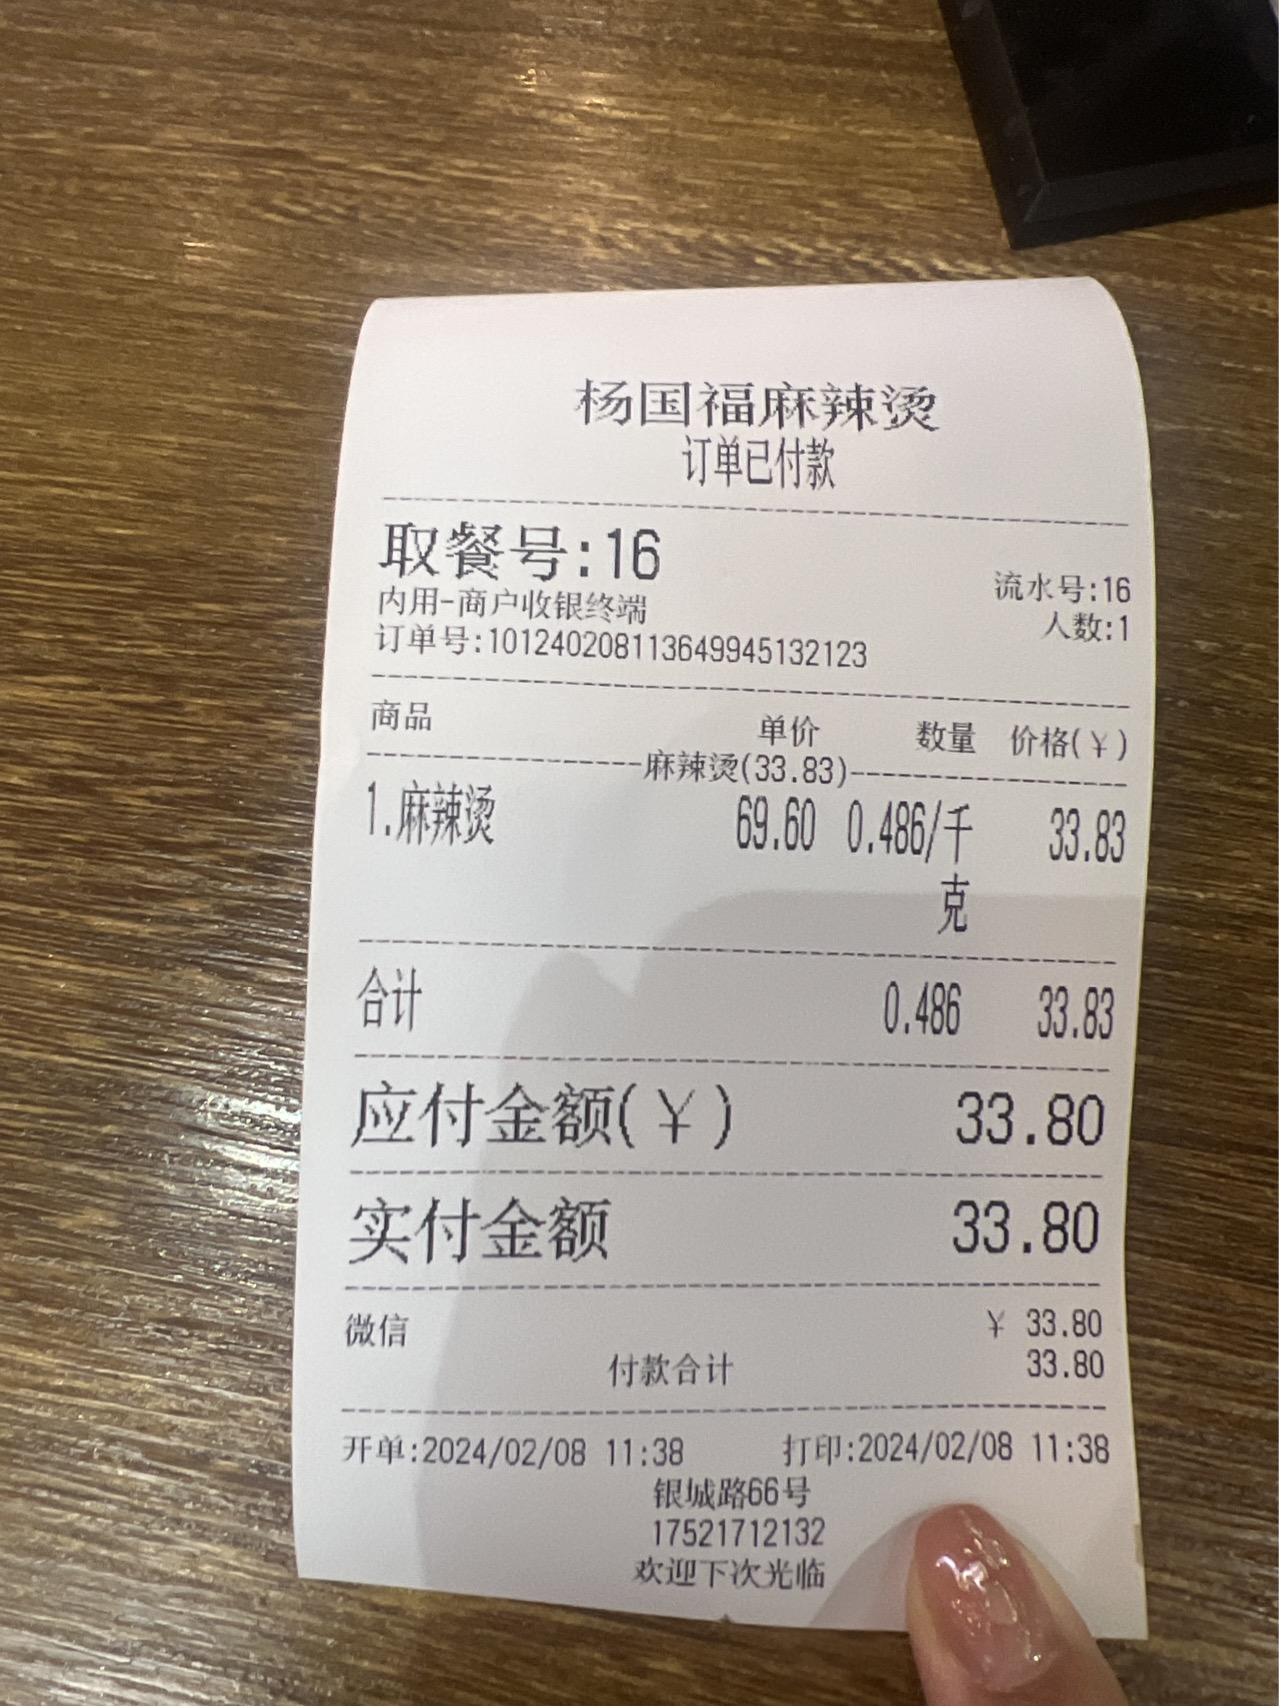 杨国福麻辣烫
订单已付款
取餐号:16
流水号:16
内用-商户收银终端
人数:1
订单号:101240208113649945132123
商品 单价 数量 价格(¥)
麻辣烫(33.83)
1.麻辣烫 69.60 0.486/千克 33.83
合计 0.486 33.83
应付金额(¥) 33.80
实付金额 33.80
微信 ¥ 33.80
付款合计 33.80
开单:2024/02/08 11:38 打印:2024/02/08 11:38
银城路66号
17521712132
欢迎下次光临